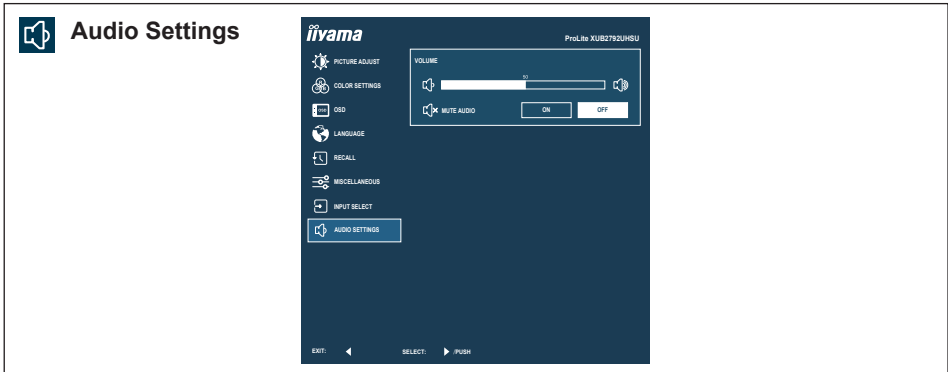 Audio Settings
iiyama
ProLite XUB2792UHSU
PICTURE ADJUST
COLOR SETTINGS
OSD
OSD
LANGUAGE
RECALL
MISCELLANEOUS
INPUT SELECT
AUDIO SETTINGS
VOLUME
50
MUTE AUDIO ON OFF
EXIT: SELECT: /PUSH